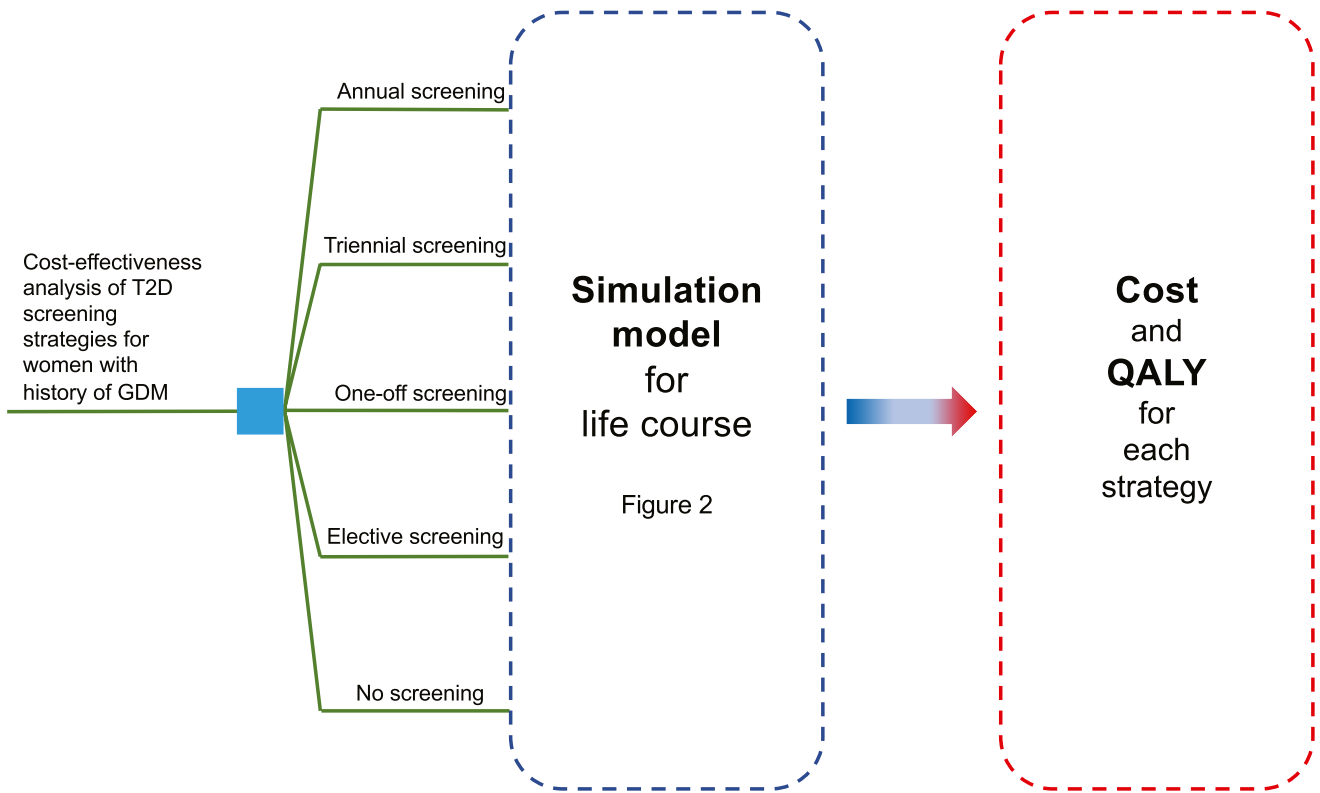 Cost-effectiveness
analysis of T2D
screening
strategies for
women with
history of GDM
Annual screening
Triennial screening
One-off screening
Elective screening
No screening
Simulation
model
for
life course
Figure 2
Cost
and
QALY
for
each
strategy